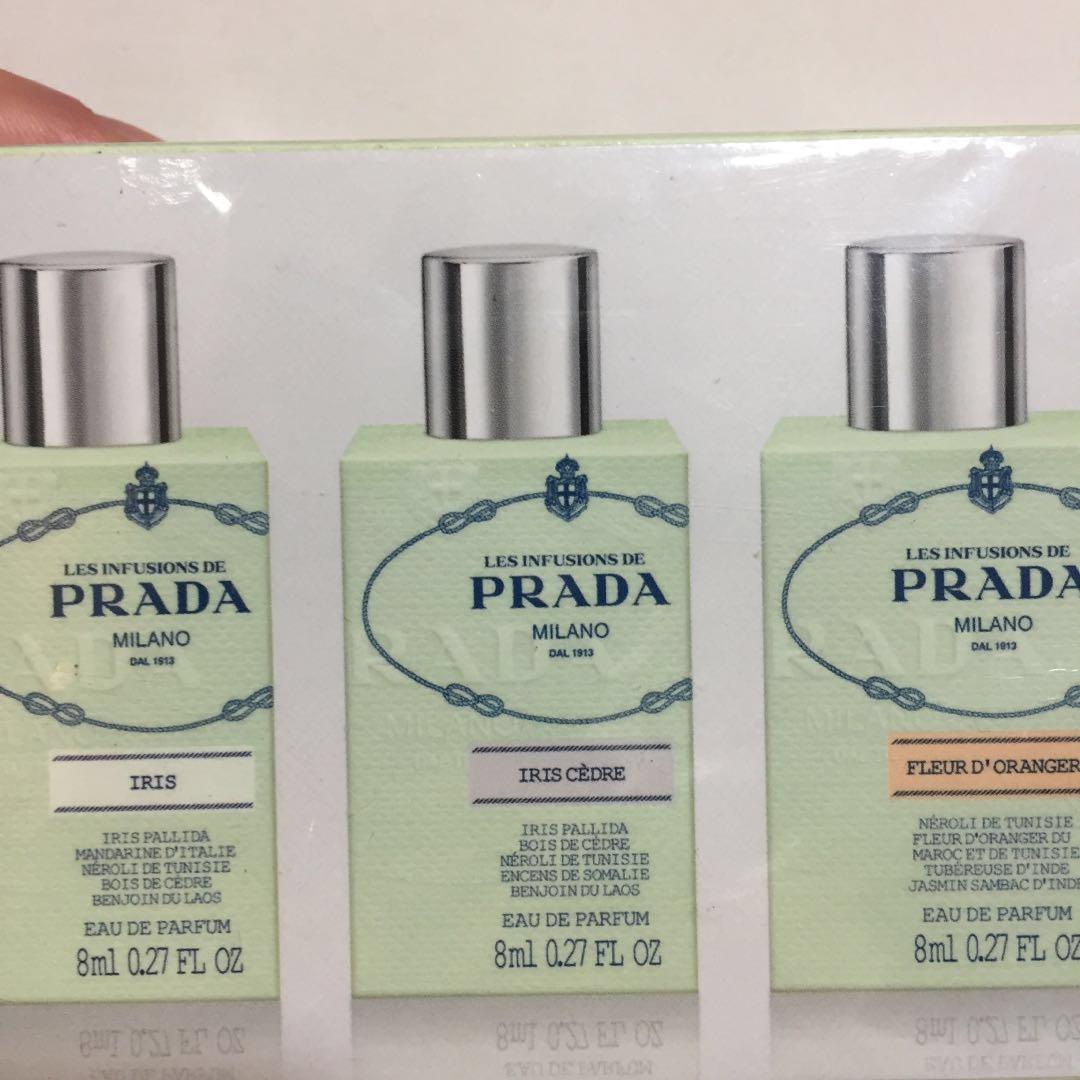 LES INFUSIONS DE
PRADA
MILANO
DAL 1913
IRIS
IRIS PALLIDA
MANDARINE D'ITALIE
NÉROLI DE TUNISIE
BOIS DE CÈDRE
BENJOIN DU LAOS
EAU DE PARFUM
8ml 0.27 FL OZ
LES INFUSIONS DE
PRADA
MILANO
DAL 1913
IRIS CÈDRE
IRIS PALLIDA
BOIS DE CÈDRE
NÉROLI DE TUNISIE
ENCENS DE SOMALIE
BENJOIN DU LAOS
EAU DE PARFUM
8ml 0.27 FL OZ
LES INFUSIONS DE
PRADA
MILANO
DAL 1913
FLEUR D'ORANGER
NÉROLI DE TUNISIE
FLEUR D'ORANGER DU
MAROC ET DE TUNISIE
TUBÉREUSE D'INDE
JASMIN SAMBAC D'INDE
EAU DE PARFUM
8ml 0.27 FL OZ